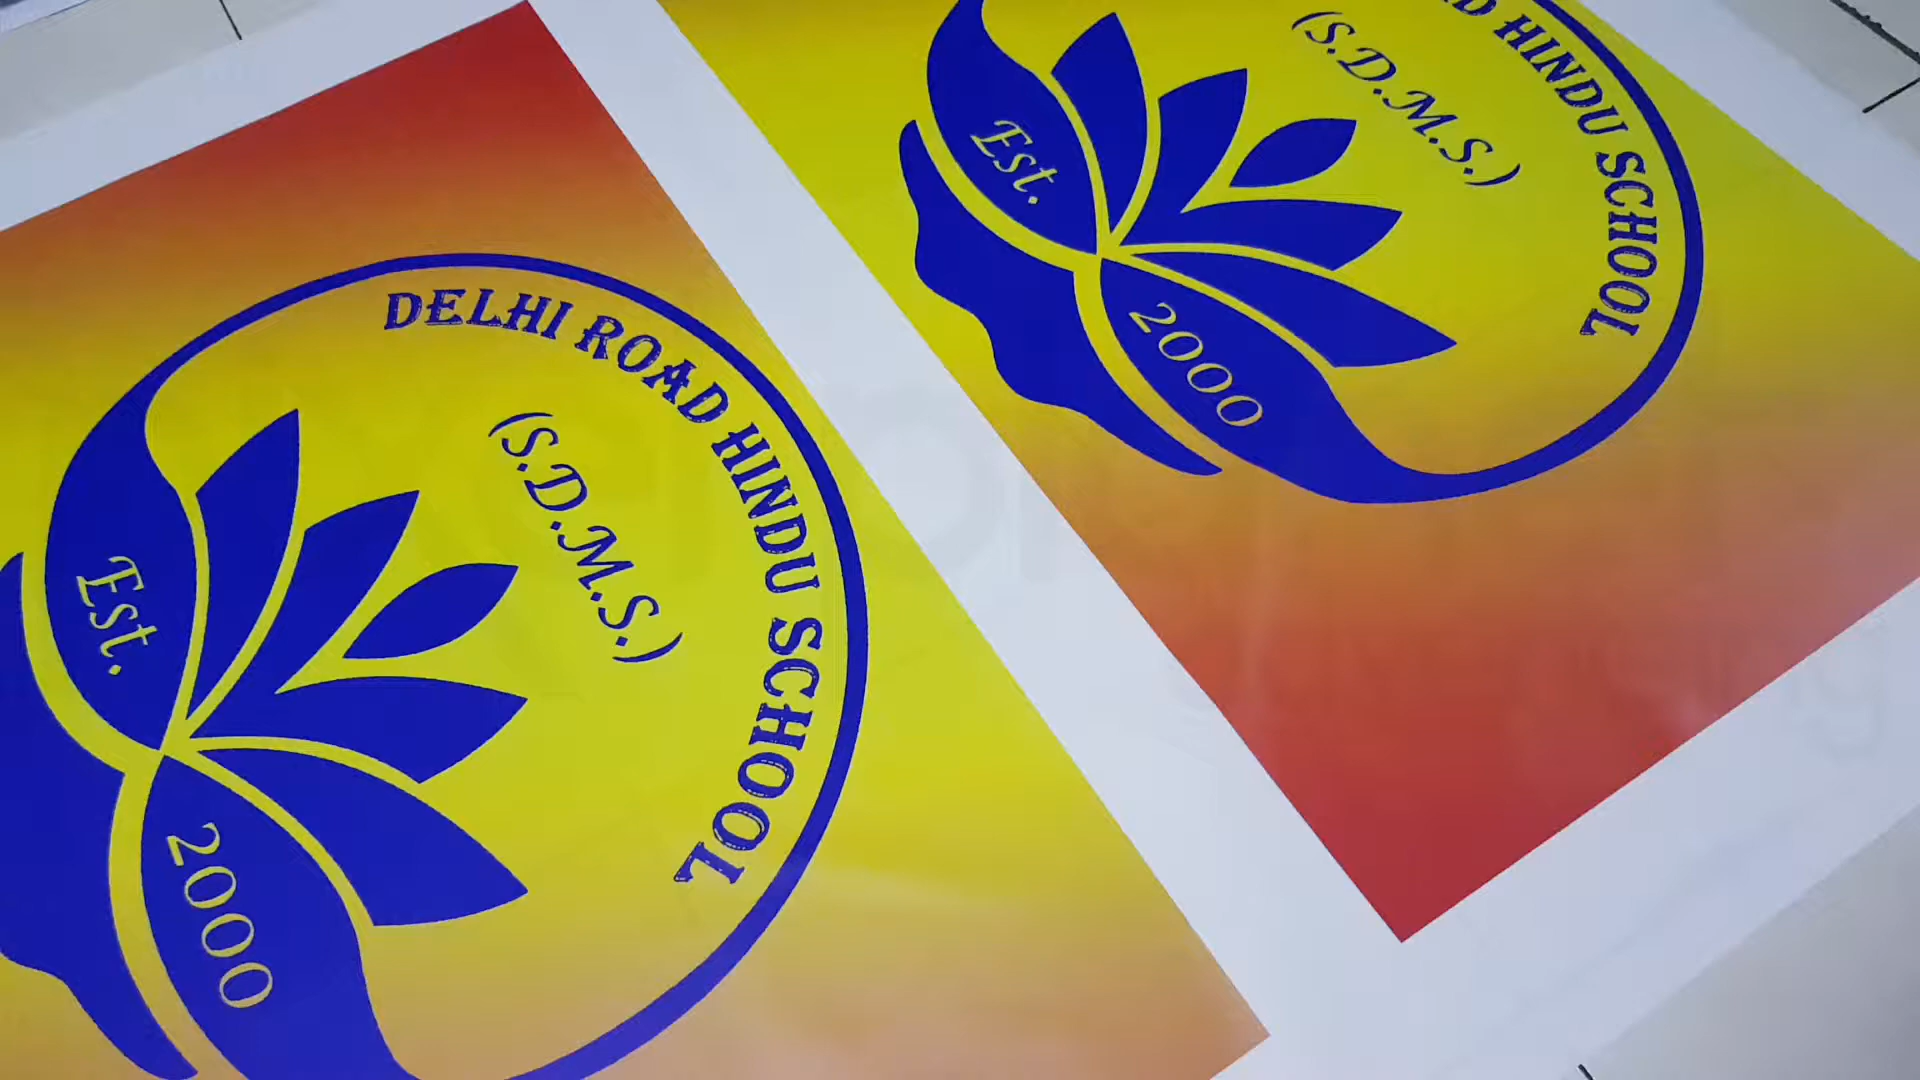 DELHI ROAD HINDU SCHOOL
(S.D.M.S.)
Est.
2000
HINDU SCHOOL
(S.D.M.S.)
Est.
2000